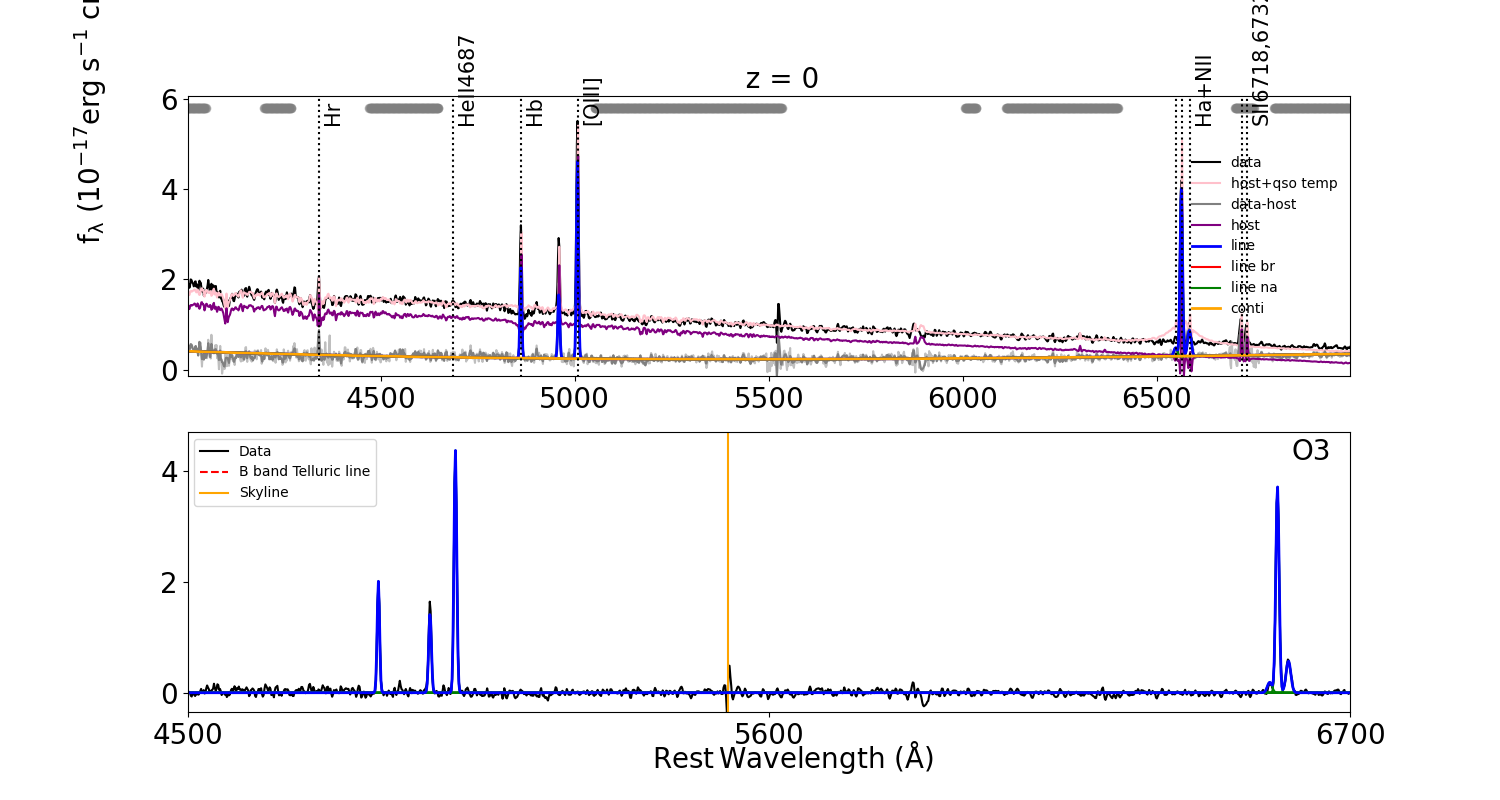 z = 0
fλ (10−17erg s−1 c
Hr
HeII4687
Hb
[OIII]
Ha+NII
SII6718,6732
6
4
2
0
data
host+qso temp
data-host
host
line
line br
line na
conti
4500
5000
5500
6000
6500
O3
Data
B band Telluric line
Skyline
4
2
0
4500
5600
6700
Rest Wavelength (Å)